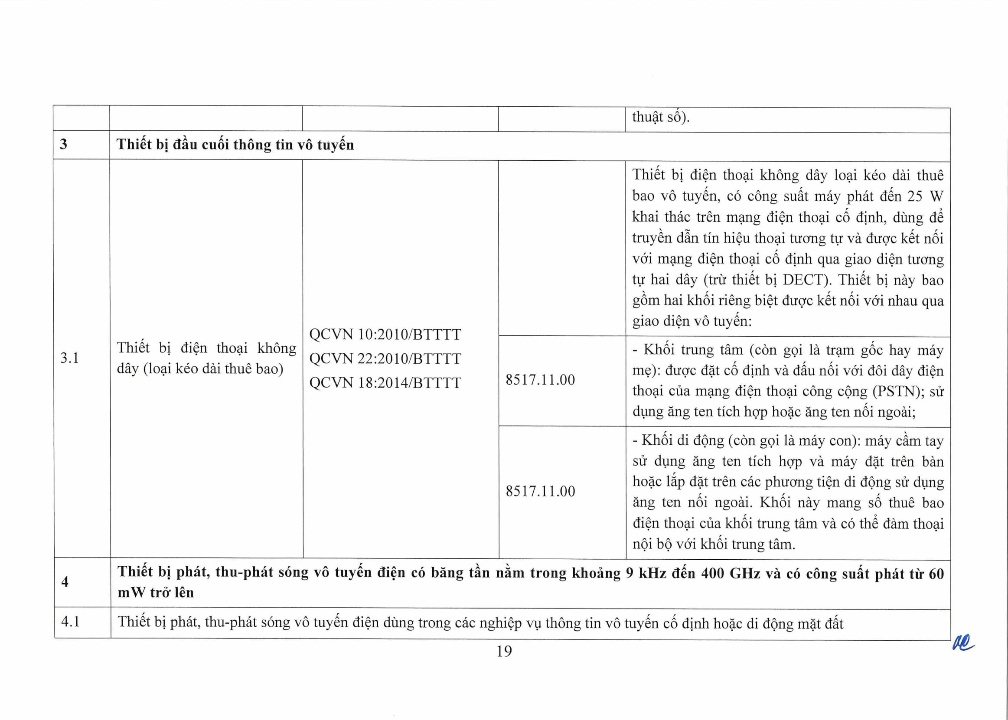 thuật số).
3 Thiết bị đầu cuối thông tin vô tuyến
3.1
Thiết bị điện thoại không
dây (loại kéo dài thuê bao)
QCVN 10:2010/BTTTT
QCVN 22:2010/BTTTT
QCVN 18:2014/BTTTT
Thiết bị điện thoại không dây loại kéo dài thuê
bao vô tuyến, có công suất máy phát đến 25 W
khai thác trên mạng điện thoại cố định, dùng để
truyền dẫn tín hiệu thoại tương tự và được kết nối
với mạng điện thoại cố định qua giao diện tương
tự hai dây (trừ thiết bị DECT). Thiết bị này bao
gồm hai khối riêng biệt được kết nối với nhau qua
giao diện vô tuyến:
8517.11.00
- Khối trung tâm (còn gọi là trạm gốc hay máy
mẹ): được đặt cố định và đấu nối với đôi dây điện
thoại của mạng điện thoại công cộng (PSTN); sử
dụng ăng ten tích hợp hoặc ăng ten nối ngoài;
8517.11.00
- Khối di động (còn gọi là máy con): máy cầm tay
sử dụng ăng ten tích hợp và máy đặt trên bàn
hoặc lắp đặt trên các phương tiện di động sử dụng
ăng ten nối ngoài. Khối này mang số thuê bao
điện thoại của khối trung tâm và có thể đàm thoại
nội bộ với khối trung tâm.
4 Thiết bị phát, thu-phát sóng vô tuyến điện có băng tần nằm trong khoảng 9 kHz đến 400 GHz và có công suất phát từ 60
mW trở lên
4.1 Thiết bị phát, thu-phát sóng vô tuyến điện dùng trong các nghiệp vụ thông tin vô tuyến cố định hoặc di động mặt đất
19